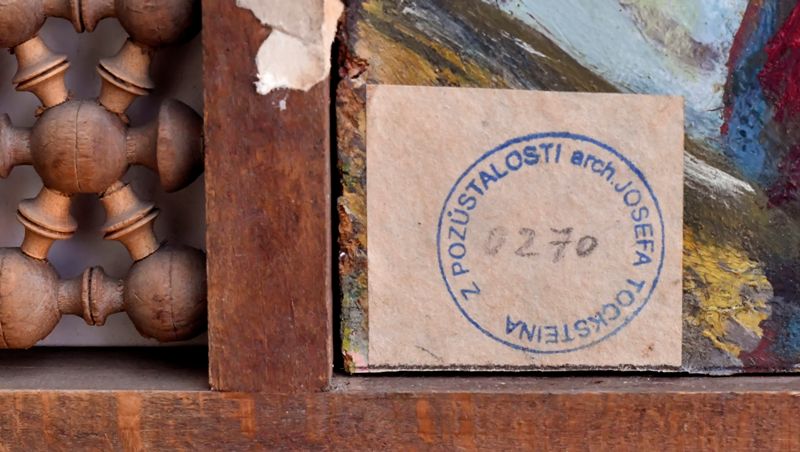 Z POZŮSTALOSTI arch. JOSEFA TOCKSTEINA
0270